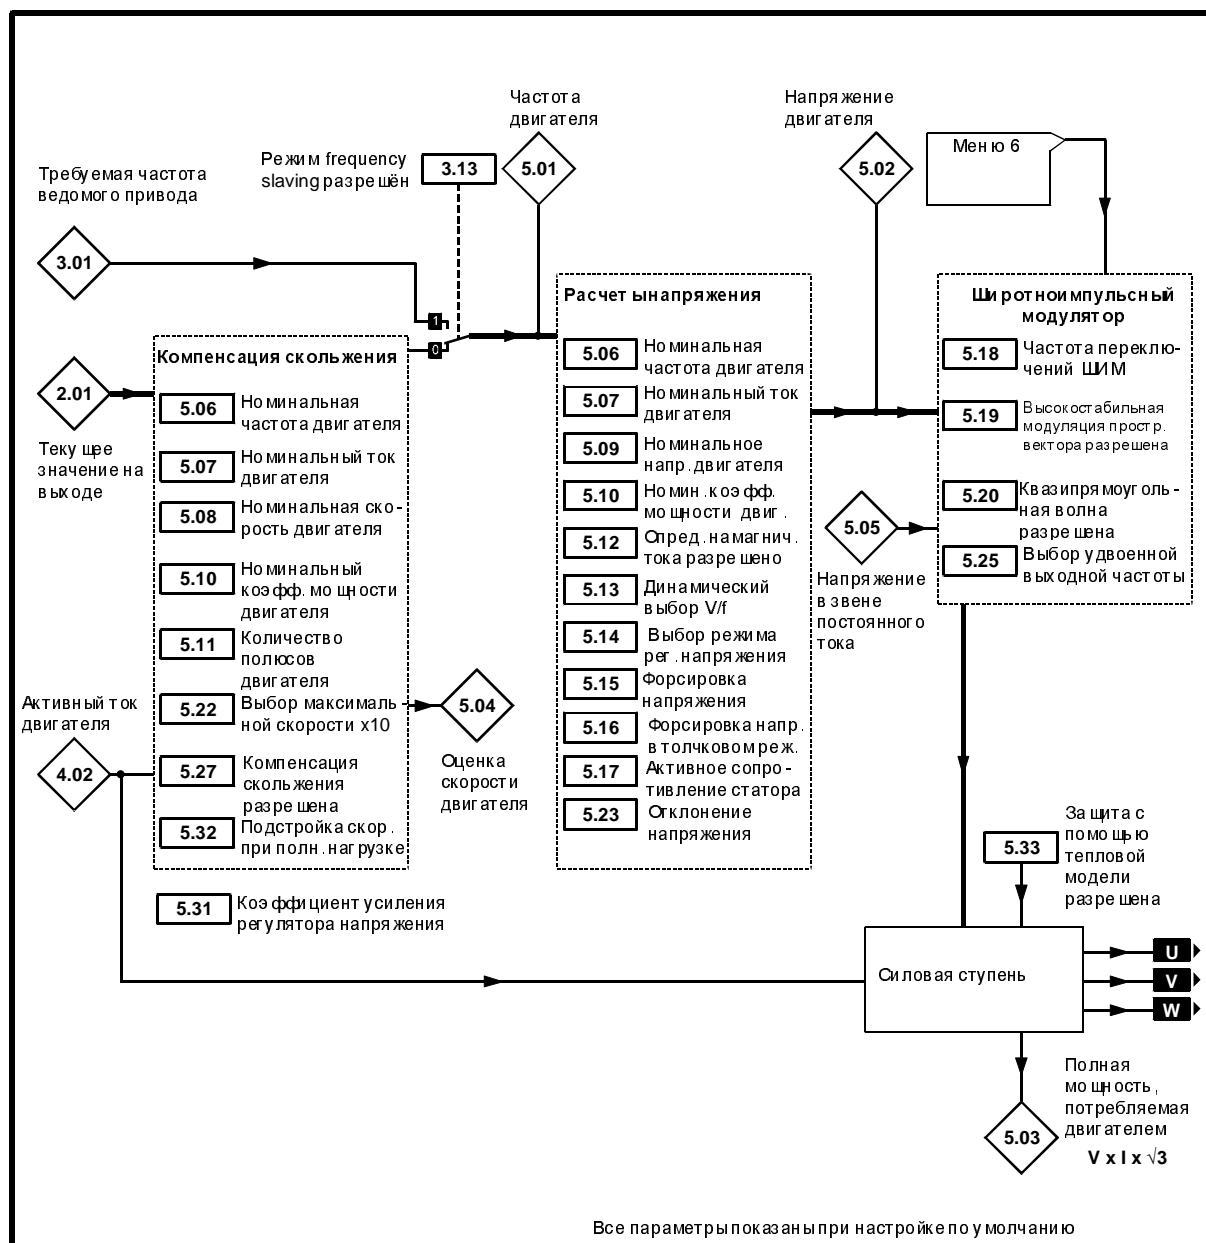 Частота
двигателя
5.01
Напряжение
двигателя
5.02
Меню 6
Режим frequency
slaving разрешён
3.13
Требуемая частота
ведомого привода
3.01
1
0
2.01
Текущее
значение на
выходе
Компенсация скольжения
5.06
Номинальная
частота двигателя
5.07
Номинальный ток
двигателя
5.08
Номинальная ско-
рость двигателя
5.10
Номинальный
коэфф. мощности
двигателя
5.11
Количество
полюсов
двигателя
5.22
Выбор максималь-
ной скорости x10
5.27
Компенсация
скольжения
разрешена
5.32
Подстройка скор.
при полн. нагрузке
5.31
Коэффициент усиления
регулятора напряжения
Активный ток
двигателя
4.02
5.04
Оценка
скорости
двигателя
Расчеты напряжения
5.06
Номинальная
частота двигателя
5.07
Номинальный ток
двигателя
5.09
Номинальное
напр. двигателя
5.10
Номин. коэфф.
мощности двиг.
5.12
Опред. намагнич.
тока разрешено
5.13
Динамический
выбор V/f
5.14
Выбор режима
рег. напряжения
5.15
Форсировка
напряжения
5.16
Форсировка напр.
в толчковом реж.
5.17
Активное сопро-
тивление статора
5.23
Отклонение
напряжения
5.05
Напряжение
в звене
постоянного
тока
Широтноимпульсный
модулятор
5.18
Частота переклю-
чений ШИМ
5.19
Высокостабильная
модуляция простр.
вектора разрешена
5.20
Квазипрямоуголь-
ная волна
разрешена
5.25
Выбор удвоенной
выходной частоты
5.33
Защита с
помощью
тепловой
модели
разрешена
Силовая ступень
U
V
W
5.03
Полная
мощность,
потребляемая
двигателем
V x I x √3
Все параметры показаны при настройке по умолчанию